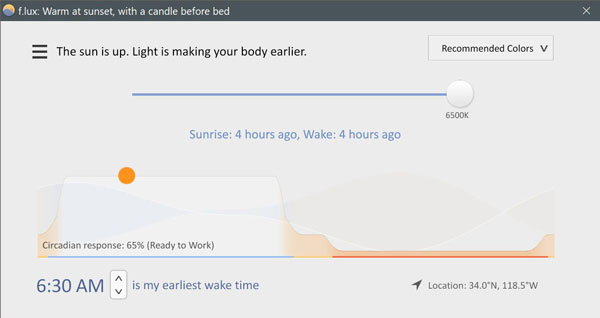 f.lux: Warm at sunset, with a candle before bed
The sun is up. Light is making your body earlier.
Recommended Colors
6500K
Sunrise: 4 hours ago, Wake: 4 hours ago
Circadian response: 65% (Ready to Work)
6:30 AM is my earliest wake time
Location: 34.0°N, 118.5°W